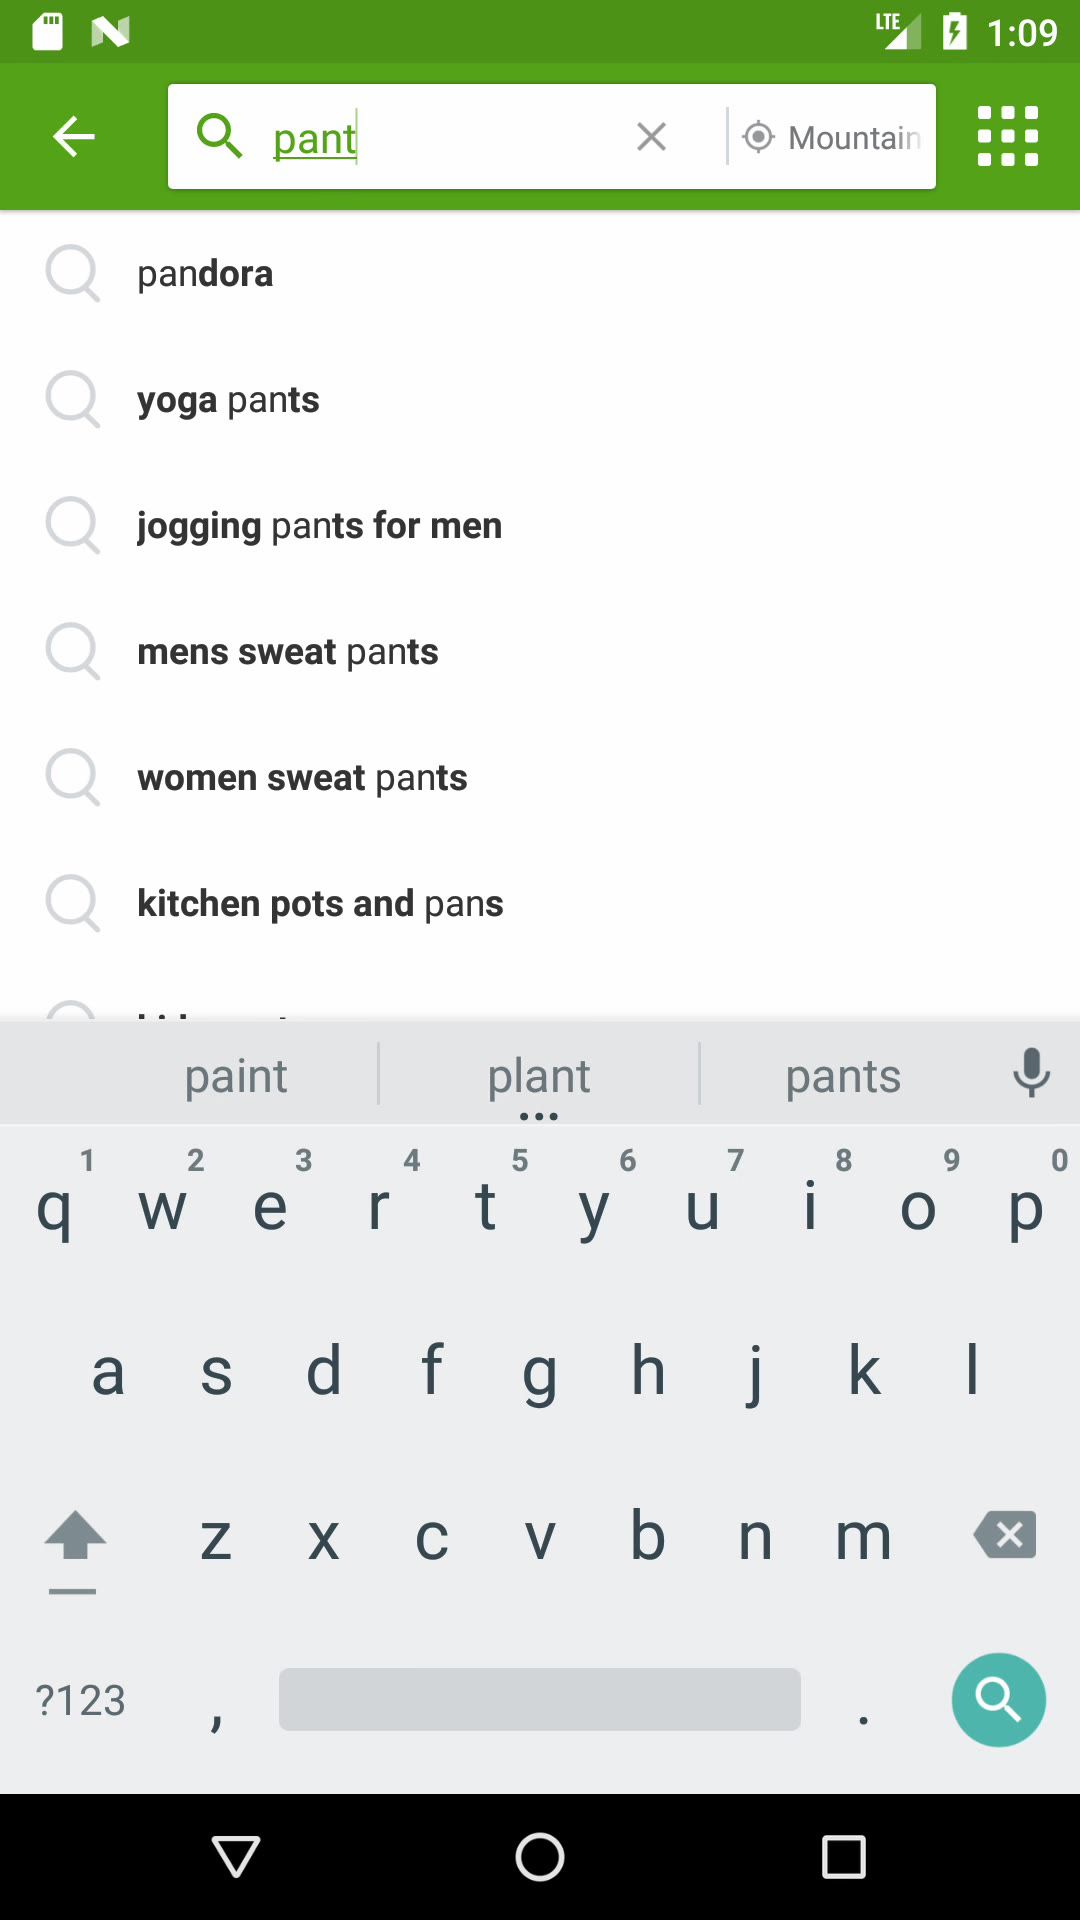 LTE 1:09
pant Mountain
pandora
yoga pants
jogging pants for men
mens sweat pants
women sweat pants
kitchen pots and pans
paint plant pants
1 2 3 4 5 6 7 8 9 0
q w e r t y u i o p
a s d f g h j k l
z x c v b n m
?123 , .